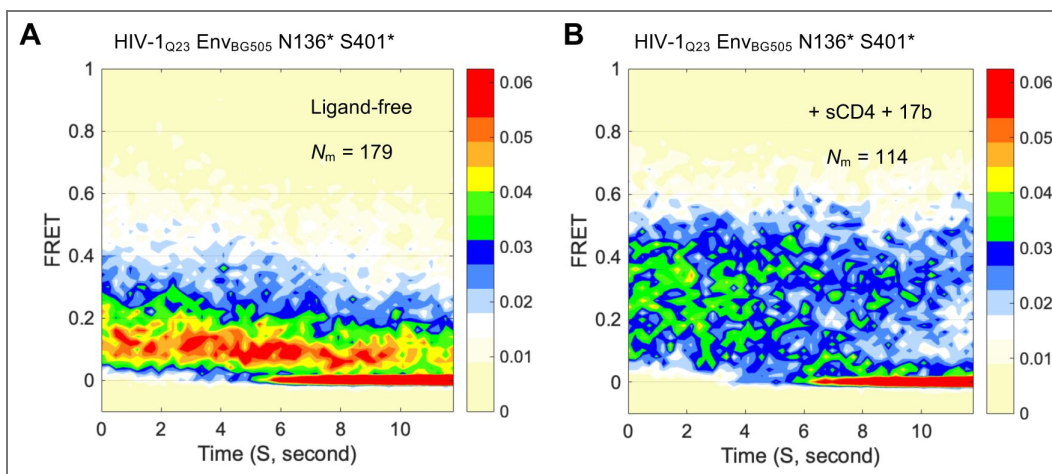 A
HIV-1Q23 EnvBG505 N136* S401*
Ligand-free
Nm = 179
FRET
1
0.8
0.6
0.4
0.2
0
0 2 4 6 8 10
Time (S, second)
0.06
0.05
0.04
0.03
0.02
0.01
0
B
HIV-1Q23 EnvBG505 N136* S401*
+ sCD4 + 17b
Nm = 114
FRET
1
0.8
0.6
0.4
0.2
0
0 2 4 6 8 10
Time (S, second)
0.06
0.05
0.04
0.03
0.02
0.01
0